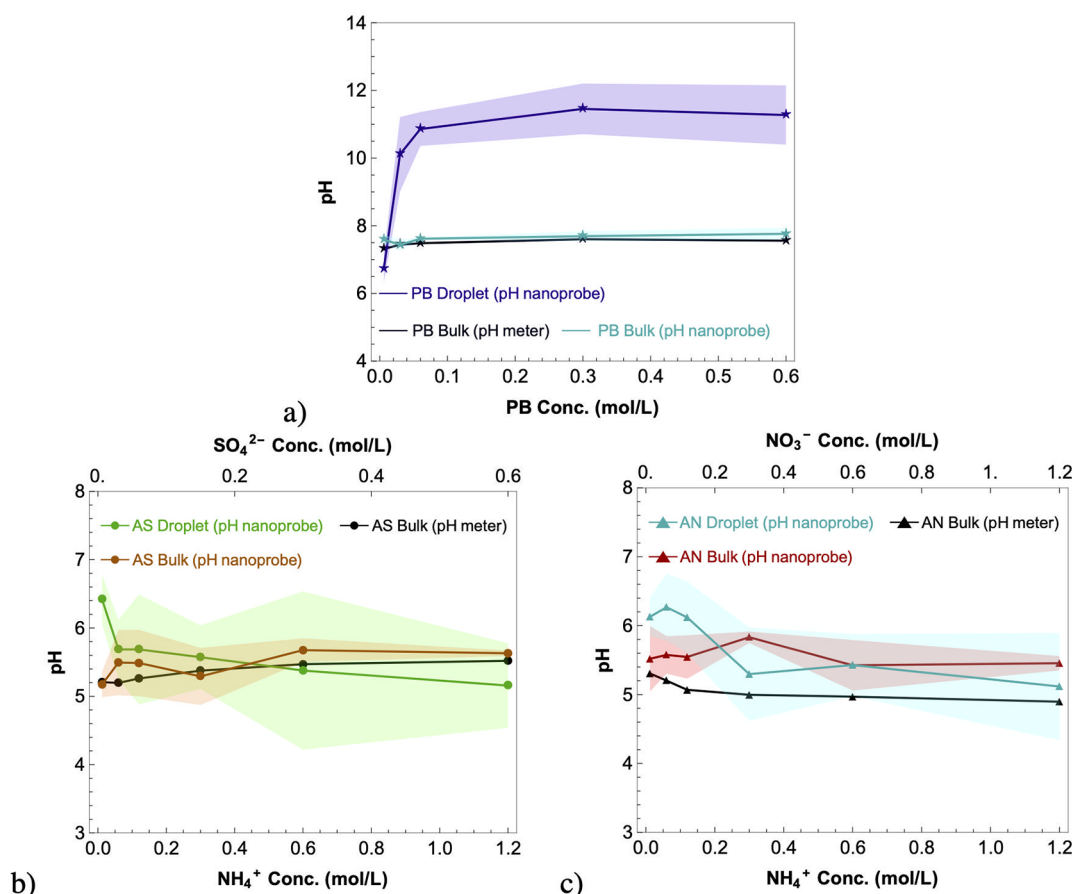 14
12
10
8
6
4
pH
PB Droplet (pH nanoprobe)
PB Bulk (pH meter) PB Bulk (pH nanoprobe)
0.0 0.1 0.2 0.3 0.4 0.5 0.6
PB Conc. (mol/L)
a)
SO₄²⁻ Conc. (mol/L)
0. 0.2 0.4 0.6
8
7
6
5
4
3
pH
AS Droplet (pH nanoprobe) AS Bulk (pH meter)
AS Bulk (pH nanoprobe)
0.0 0.2 0.4 0.6 0.8 1.0 1.2
NH₄⁺ Conc. (mol/L)
b)
NO₃⁻ Conc. (mol/L)
0. 0.2 0.4 0.6 0.8 1. 1.2
8
7
6
5
4
3
pH
AN Droplet (pH nanoprobe) AN Bulk (pH meter)
AN Bulk (pH nanoprobe)
0.0 0.2 0.4 0.6 0.8 1.0 1.2
NH₄⁺ Conc. (mol/L)
c)